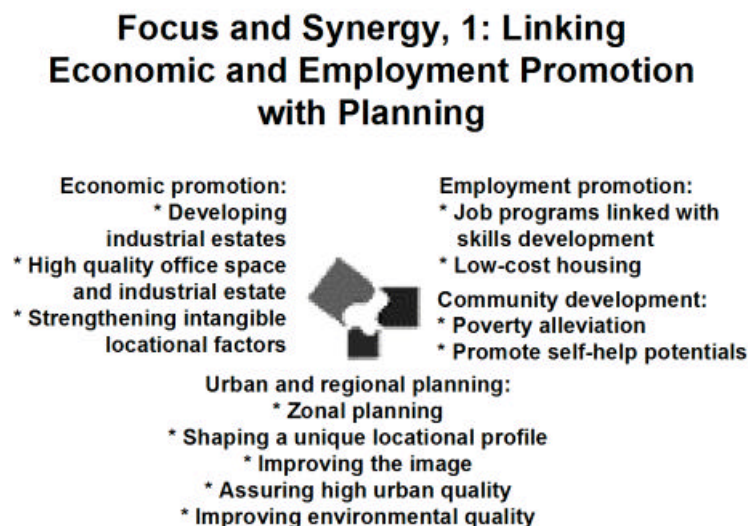 Focus and Synergy, 1: Linking
Economic and Employment Promotion
with Planning
Economic promotion:
* Developing
industrial estates
* High quality office space
and industrial estate
* Strengthening intangible
locational factors
Employment promotion:
* Job programs linked with
skills development
* Low-cost housing
Community development:
* Poverty alleviation
* Promote self-help potentials
Urban and regional planning:
* Zonal planning
* Shaping a unique locational profile
* Improving the image
* Assuring high urban quality
* Improving environmental quality